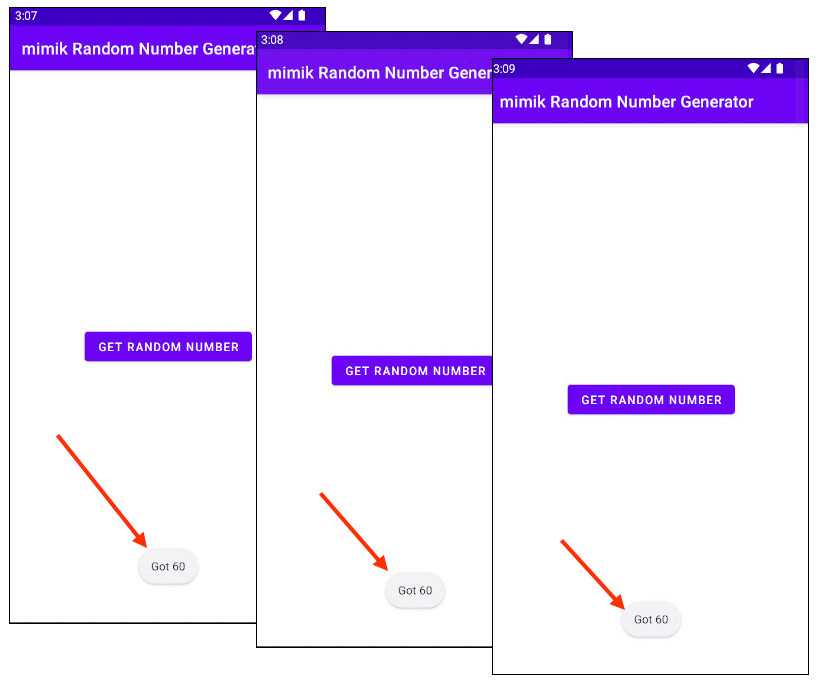 3:07
mimik Random Number Genera
GET RANDOM NUMBER
Got 60
3:08
mimik Random Number Gener
GET RANDOM NUMBER
Got 60
3:09
mimik Random Number Generator
GET RANDOM NUMBER
Got 60